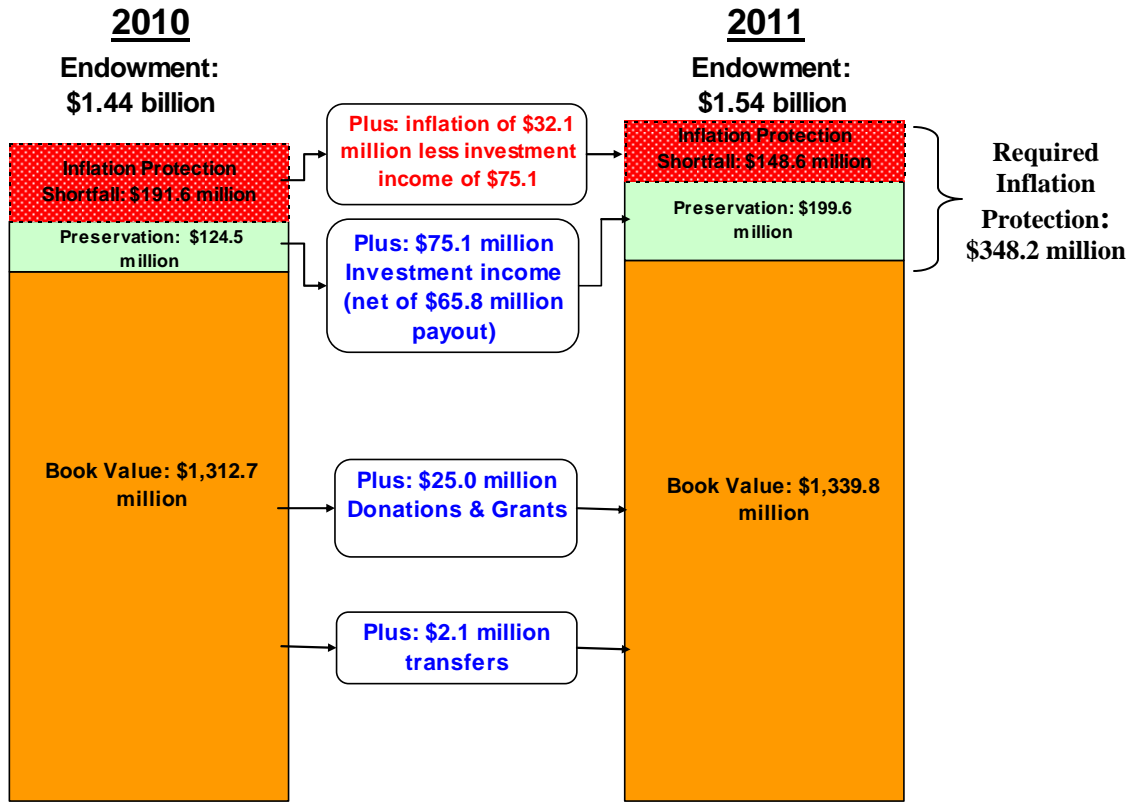 2010
Endowment:
$1.44 billion
Inflation Protection
Shortfall: $191.6 million
Preservation: $124.5
million
Book Value: $1,312.7
million
Plus: inflation of $32.1
million less investment
income of $75.1
Plus: $75.1 million
Investment income
(net of $65.8 million
payout)
Plus: $25.0 million
Donations & Grants
Plus: $2.1 million
transfers
2011
Endowment:
$1.54 billion
Inflation Protection
Shortfall: $148.6 million
Preservation: $199.6
million
Book Value: $1,339.8
million
Required
Inflation
Protection:
$348.2 million